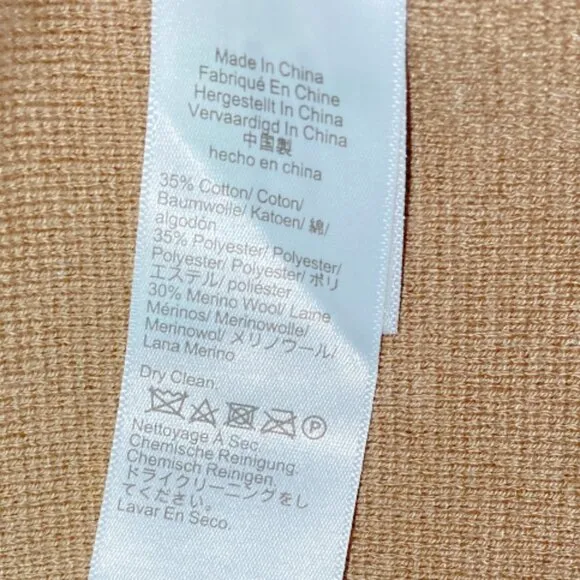 Made In China
Fabriqué En Chine
Hergestellt In China
Vervaardigd In China
中国製
hecho en china
35% Cotton/ Coton/
Baumwolle/ Katoen/ 綿/
algodón
35% Polyester/ Polyester/
Polyester/ Polyester/ ポリ
エステル/ poliéster
30% Merino Wool/ Laine
Mérinos/ Merinowolle/
Merinowol/ メリノウール/
Lana Merino
Dry Clean.
P
Nettoyage À Sec.
Chemische Reinigung.
Chemisch Reinigen.
ドライクリーニングをし
てください。
Lavar En Seco.